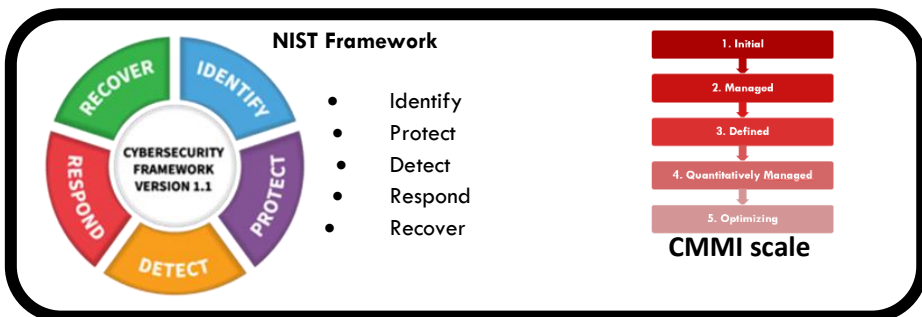 RECOVER
IDENTIFY
PROTECT
DETECT
RESPOND
CYBERSECURITY
FRAMEWORK
VERSION 1.1
NIST Framework
• Identify
• Protect
• Detect
• Respond
• Recover
1. Initial
2. Managed
3. Defined
4. Quantitatively Managed
5. Optimizing
CMMI scale